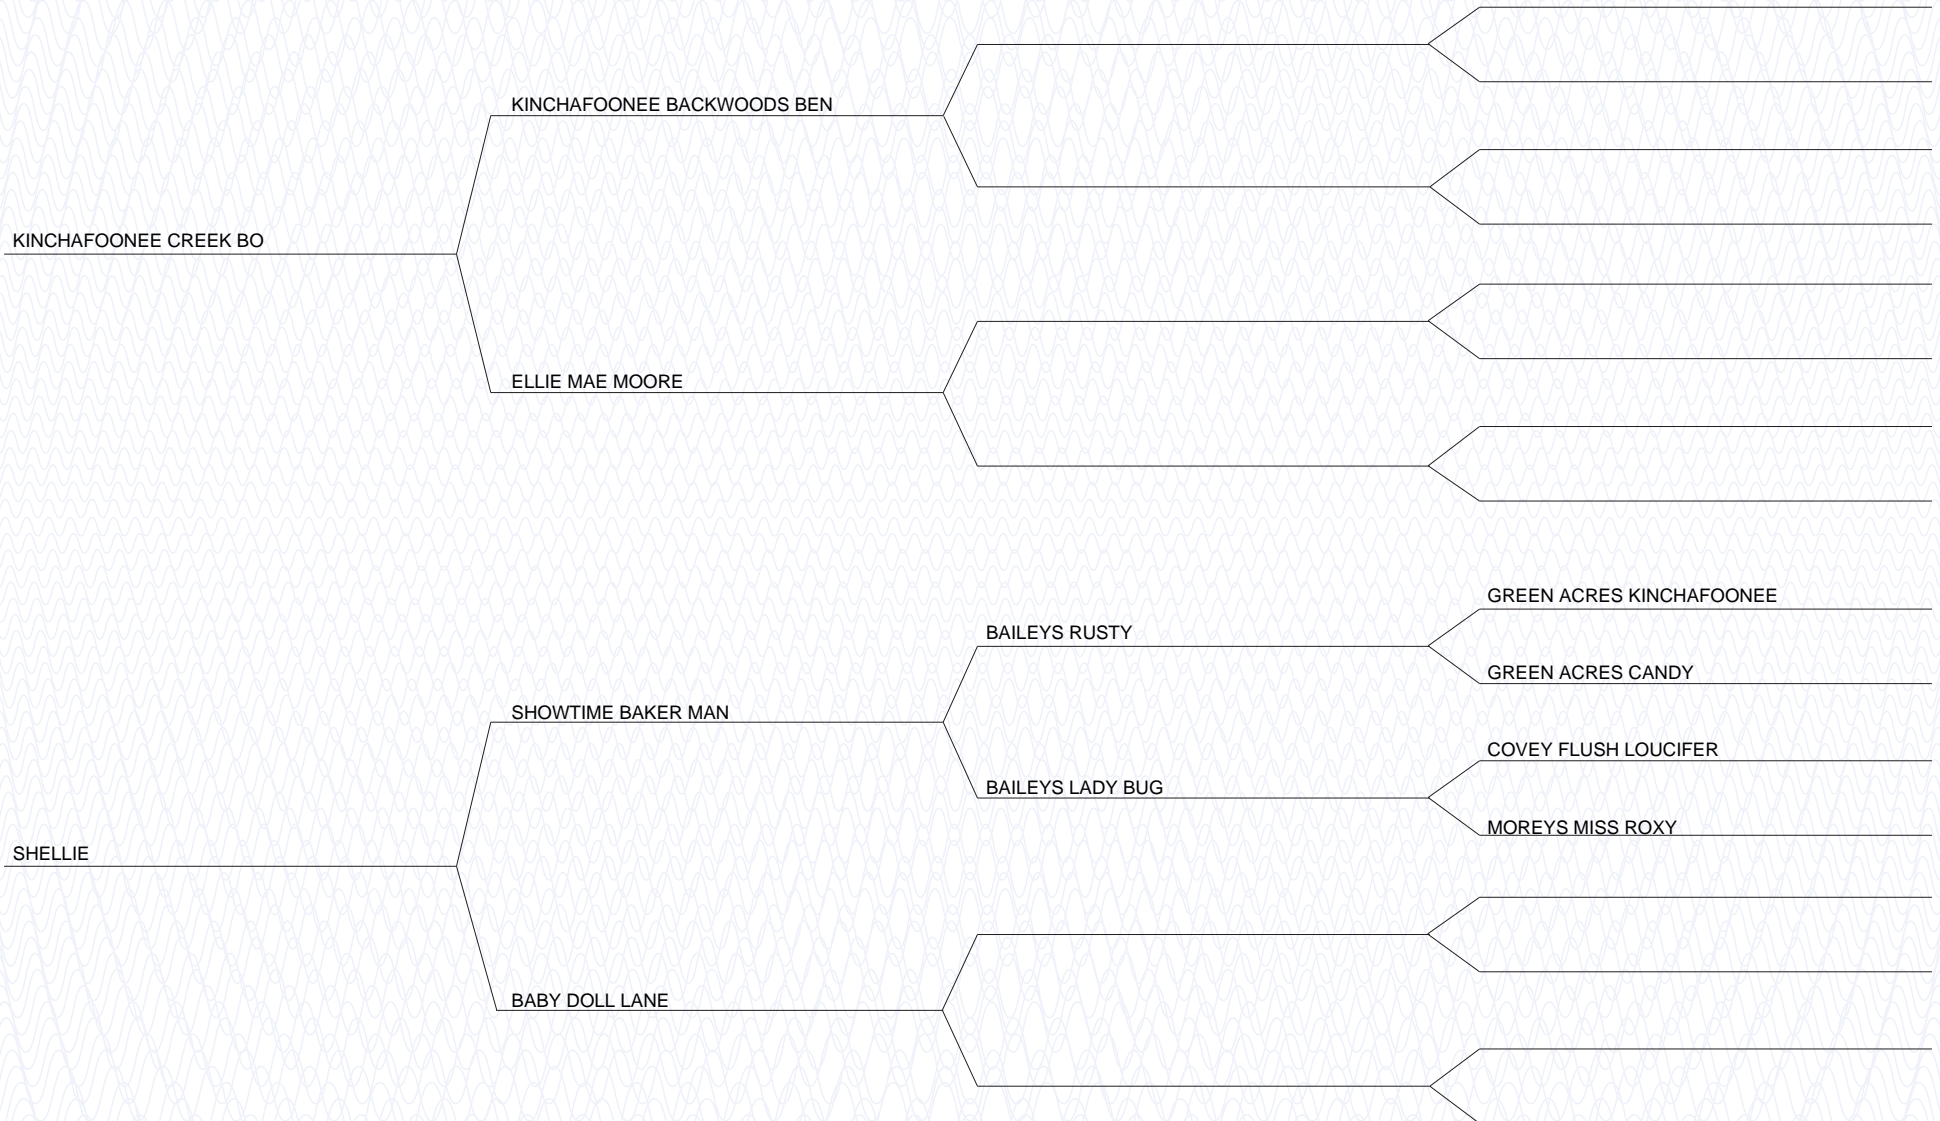 KINCHAFOONEE BACKWOODS BEN
KINCHAFOONEE CREEK BO
ELLIE MAE MOORE
GREEN ACRES KINCHAFOONEE
BAILEYS RUSTY
GREEN ACRES CANDY
SHOWTIME BAKER MAN
COVEY FLUSH LOUCIFER
BAILEYS LADY BUG
MOREYS MISS ROXY
SHELLIE
BABY DOLL LANE